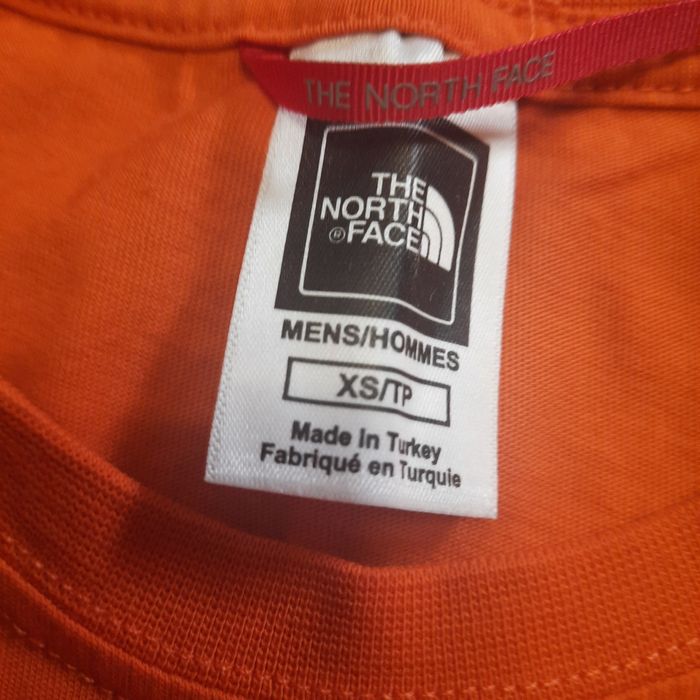 THE NORTH FACE
THE
NORTH
®FACE
MENS/HOMMES
XS/TP
Made in Turkey
Fabriqué en Turquie